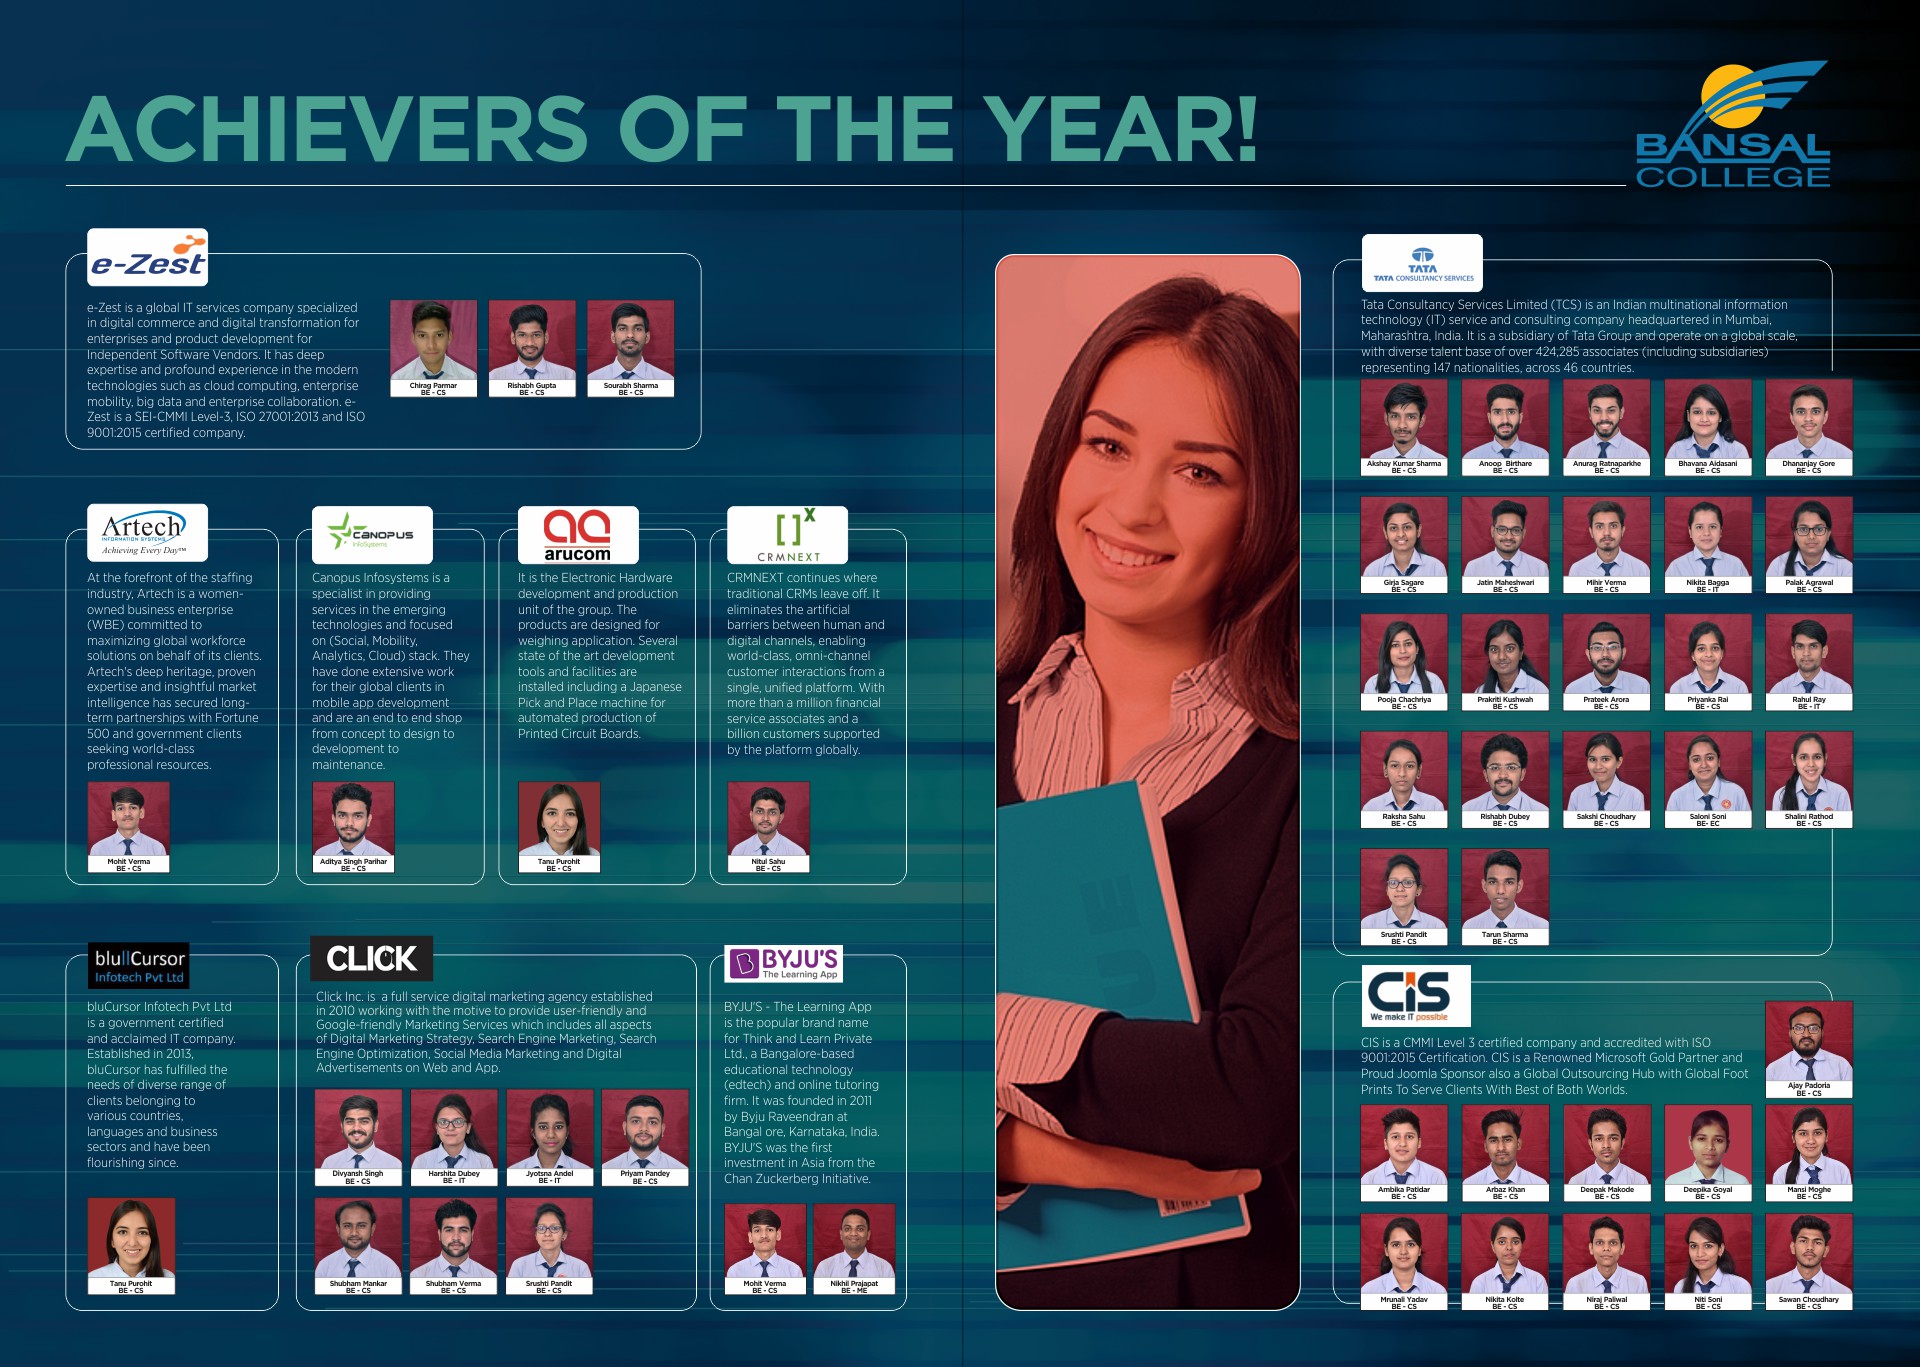 ACHIEVERS OF THE YEAR!
BANSAL
COLLEGE
e-Zest
e-Zest is a global IT services company specialized
in digital commerce and digital transformation for
enterprises and product development for
Independent Software Vendors. It has deep
expertise and profound experience in the modern
technologies such as cloud computing, enterprise
mobility, big data and enterprise collaboration. e-
Zest is a SEI-CMMI Level-3, ISO 27001:2013 and ISO
9001:2015 certified company.
Chirag Parmar
BE - CS
Rishabh Gupta
BE - CS
Sourabh Sharma
BE - CS
Artech
INFORMATION SYSTEMS
Achieving Every Day℠
At the forefront of the staffing
industry, Artech is a women-
owned business enterprise
(WBE) committed to
maximizing global workforce
solutions on behalf of its clients.
Artech's deep heritage, proven
expertise and insightful market
intelligence has secured long-
term partnerships with Fortune
500 and government clients
seeking world-class
professional resources.
Mohit Verma
BE - CS
CANOPUS
InfoSystems
Canopus Infosystems is a
specialist in providing
services in the emerging
technologies and focused
on (Social, Mobility,
Analytics, Cloud) stack. They
have done extensive work
for their global clients in
mobile app development
and are an end to end shop
from concept to design to
development to
maintenance.
Aditya Singh Parihar
BE - CS
arucom
It is the Electronic Hardware
development and production
unit of the group. The
products are designed for
weighing application. Several
state of the art development
tools and facilities are
installed including a Japanese
Pick and Place machine for
automated production of
Printed Circuit Boards.
Tanu Purohit
BE - CS
[]X
CRMNEXT
CRMNEXT continues where
traditional CRMs leave off. It
eliminates the artificial
barriers between human and
digital channels, enabling
world-class, omni-channel
customer interactions from a
single, unified platform. With
more than a million financial
service associates and a
billion customers supported
by the platform globally.
Nitul Sahu
BE - CS
blullCursor
Infotech Pvt Ltd
bluCursor Infotech Pvt Ltd
is a government certified
and acclaimed IT company.
Established in 2013,
bluCursor has fulfilled the
needs of diverse range of
clients belonging to
various countries,
languages and business
sectors and have been
flourishing since.
Tanu Purohit
BE - CS
CLICK
Click Inc. is a full service digital marketing agency established
in 2010 working with the motive to provide user-friendly and
Google-friendly Marketing Services which includes all aspects
of Digital Marketing Strategy, Search Engine Marketing, Search
Engine Optimization, Social Media Marketing and Digital
Advertisements on Web and App.
Divyansh Singh
BE - CS
Harshita Dubey
BE - IT
Jyotsna Andel
BE - IT
Priyam Pandey
BE - CS
Shubham Mankar
BE - CS
Shubham Verma
BE - CS
Srushti Pandit
BE - CS
BYJU'S
The Learning App
BYJU'S - The Learning App
is the popular brand name
for Think and Learn Private
Ltd., a Bangalore-based
educational technology
(edtech) and online tutoring
firm. It was founded in 2011
by Byju Raveendran at
Bangal ore, Karnataka, India.
BYJU'S was the first
investment in Asia from the
Chan Zuckerberg Initiative.
Mohit Verma
BE - CS
Nikhil Prajapat
BE - ME
TATA
TATA CONSULTANCY SERVICES
Tata Consultancy Services Limited (TCS) is an Indian multinational information
technology (IT) service and consulting company headquartered in Mumbai,
Maharashtra, India. It is a subsidiary of Tata Group and operate on a global scale,
with diverse talent base of over 424,285 associates (including subsidiaries)
representing 147 nationalities, across 46 countries.
Akshay Kumar Sharma
BE - CS
Anoop Birthare
BE - CS
Anurag Ratnaparkhe
BE - CS
Bhavana Aidasani
BE - CS
Dhananjay Gore
BE - CS
Girja Sagare
BE - CS
Jatin Maheshwari
BE - CS
Mihir Verma
BE - CS
Nikita Bagga
BE - IT
Palak Agrawal
BE - CS
Pooja Chachriya
BE - CS
Prakriti Kushwah
BE - CS
Prateek Arora
BE - CS
Priyanka Rai
BE - CS
Rahul Ray
BE - IT
Raksha Sahu
BE - CS
Rishabh Dubey
BE - CS
Sakshi Choudhary
BE - CS
Saloni Soni
BE- EC
Shalini Rathod
BE - CS
Srushti Pandit
BE - CS
Tarun Sharma
BE - CS
CiS
We make IT possible
CIS is a CMMI Level 3 certified company and accredited with ISO
9001:2015 Certification. CIS is a Renowned Microsoft Gold Partner and
Proud Joomla Sponsor also a Global Outsourcing Hub with Global Foot
Prints To Serve Clients With Best of Both Worlds.
Ajay Padoria
BE - CS
Ambika Patidar
BE - CS
Arbaz Khan
BE - CS
Deepak Makode
BE - CS
Deepika Goyal
BE - CS
Mansi Moghe
BE - CS
Mrunali Yadav
BE - CS
Nikita Kolte
BE - CS
Niraj Paliwal
BE - CS
Niti Soni
BE - CS
Sawan Choudhary
BE - CS